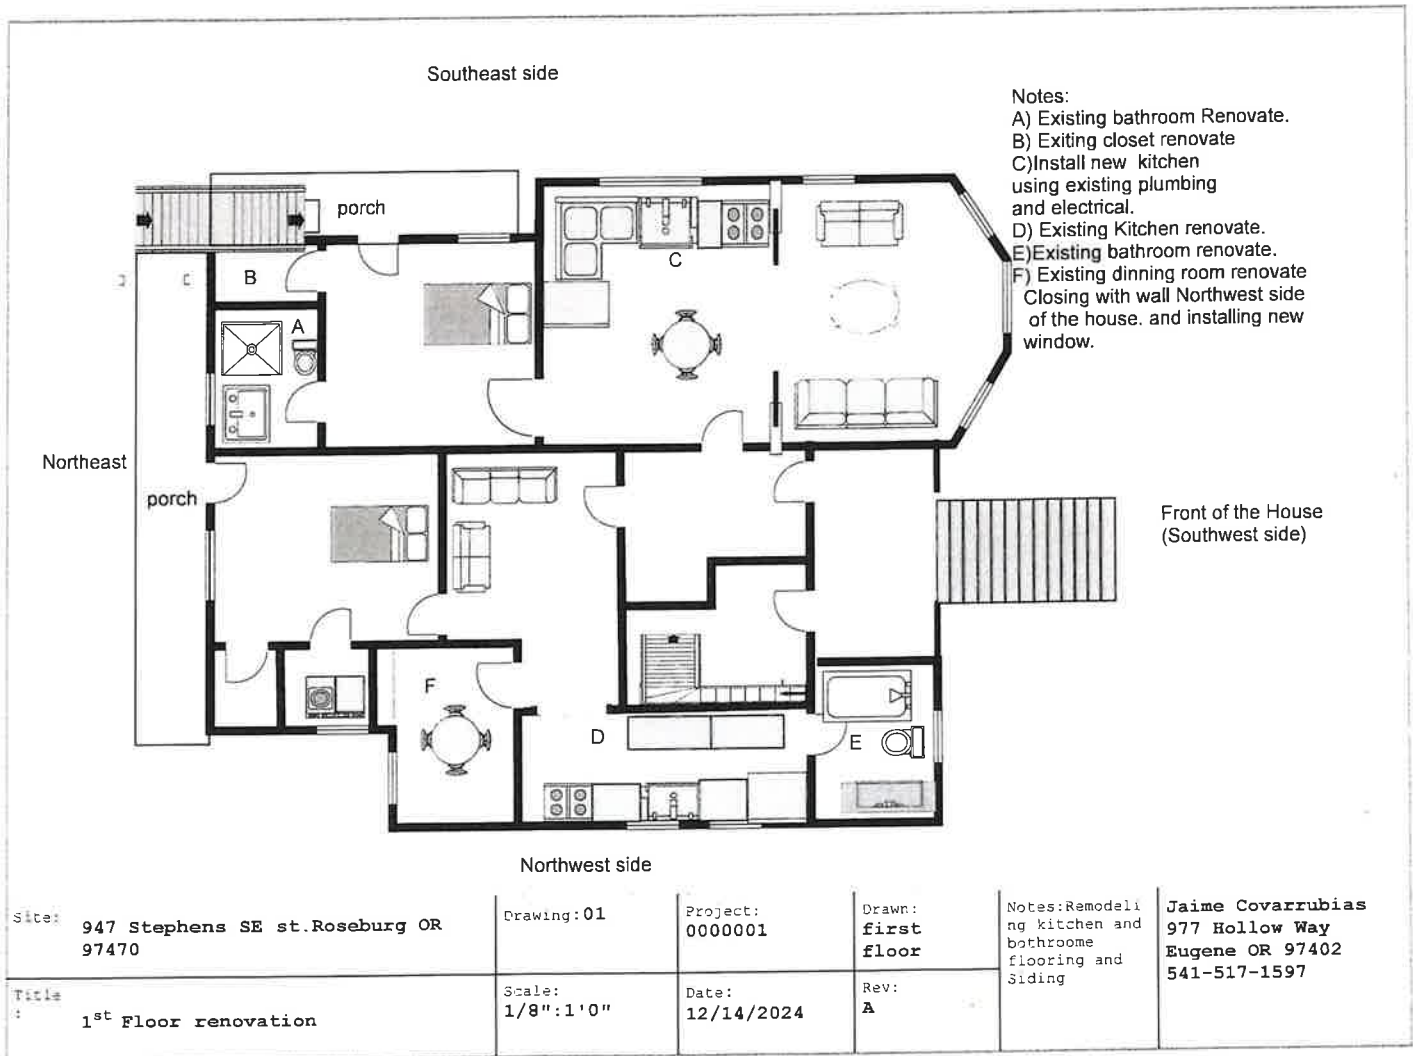 Southeast side
Notes:
A) Existing bathroom Renovate.
B) Exiting closet renovate
C)Install new kitchen
using existing plumbing
and electrical.
D) Existing Kitchen renovate.
E)Existing bathroom renovate.
F) Existing dinning room renovate
Closing with wall Northwest side
of the house. and installing new
window.
porch
B
C
A
Northeast
porch
Front of the House
(Southwest side)
F
D
E
Northwest side
Site: 947 Stephens SE st.Roseburg OR
97470
Drawing:01
Project:
0000001
Drawn:
first
floor
Notes:Remodeli
ng kitchen and
bothroome
flooring and
Siding
Jaime Covarrubias
977 Hollow Way
Eugene OR 97402
541-517-1597
Title
: 1st Floor renovation
Scale:
1/8":1'0"
Date:
12/14/2024
Rev:
A